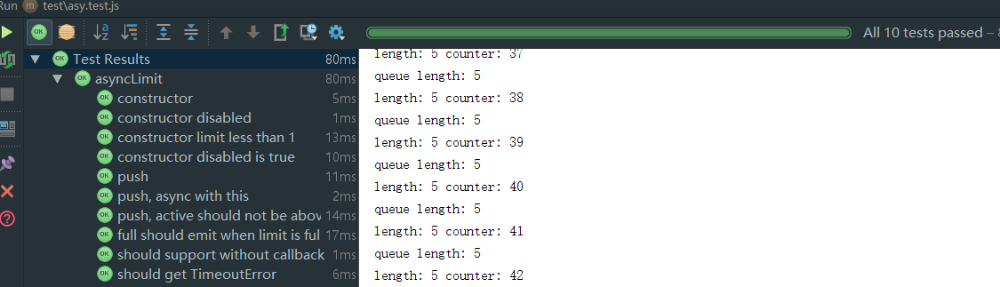 Run test\asy.test.js
All 10 tests passed –
Test Results 80ms
asyncLimit 80ms
constructor 5ms
constructor disabled 1ms
constructor limit less than 1 13ms
constructor disabled is true 10ms
push 11ms
push, async with this 2ms
push, active should not be abov 14ms
full should emit when limit is ful 17ms
should support without callback 1ms
should get TimeoutError 6ms
length: 5 counter: 37
queue length: 5
length: 5 counter: 38
queue length: 5
length: 5 counter: 39
queue length: 5
length: 5 counter: 40
queue length: 5
length: 5 counter: 41
queue length: 5
length: 5 counter: 42